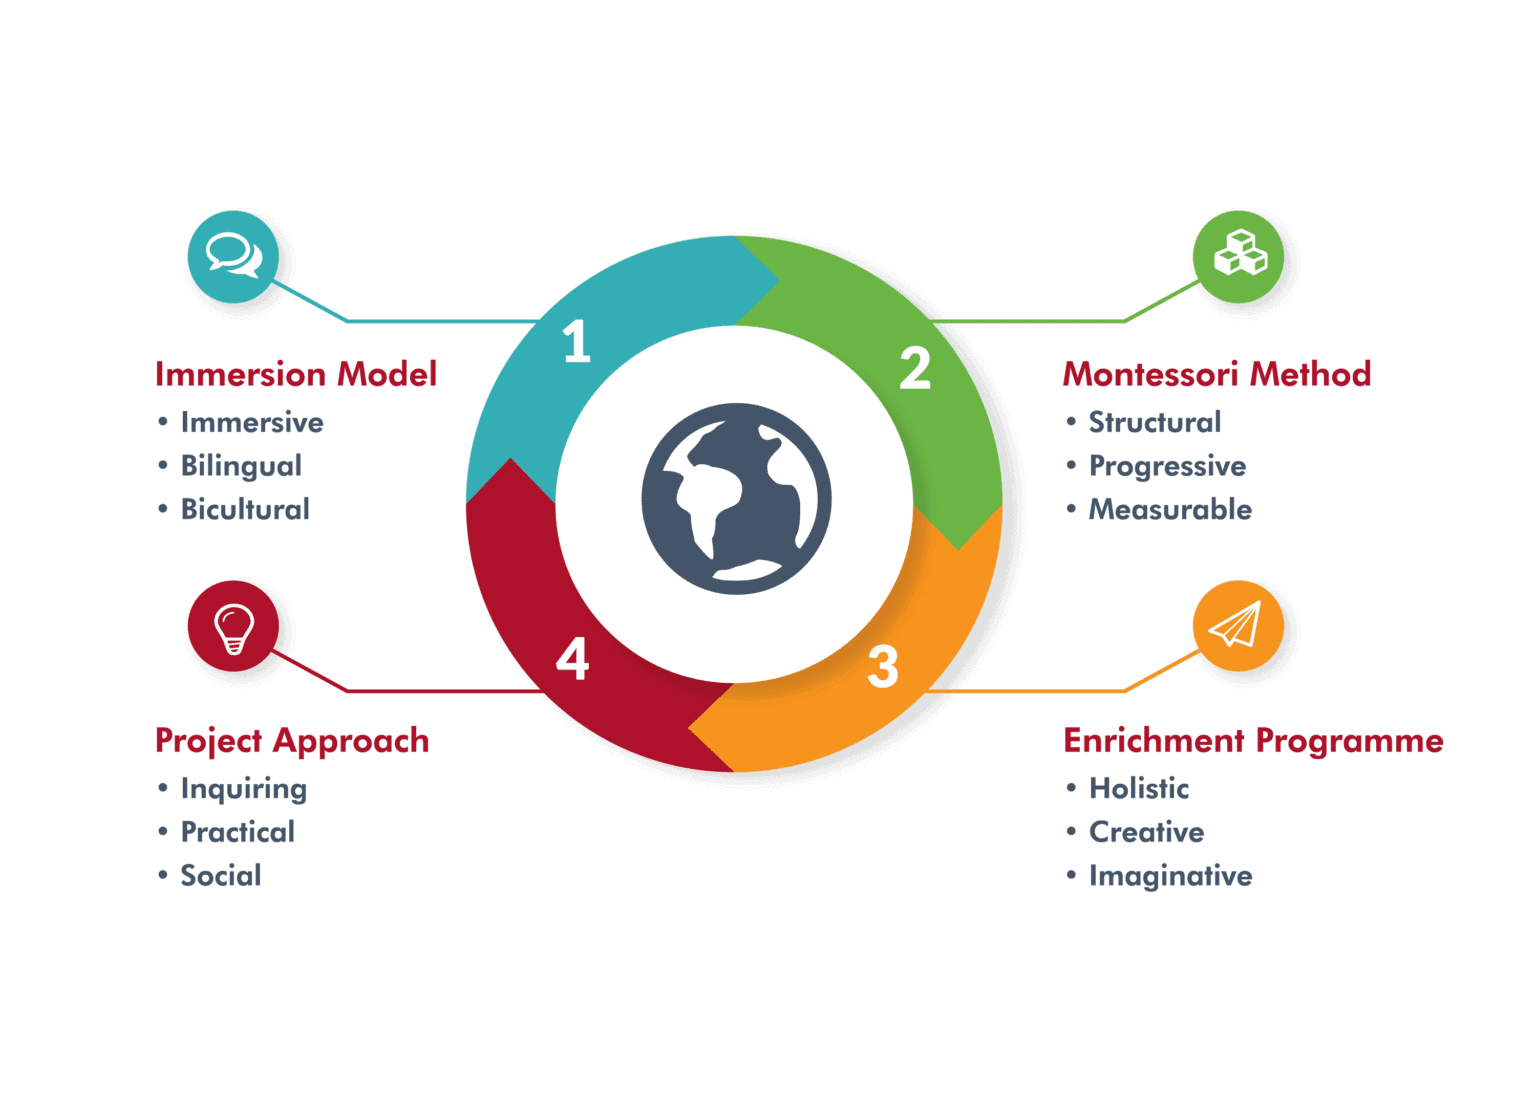 1
Immersion Model
• Immersive
• Bilingual
• Bicultural
2
Montessori Method
• Structural
• Progressive
• Measurable
3
Enrichment Programme
• Holistic
• Creative
• Imaginative
4
Project Approach
• Inquiring
• Practical
• Social